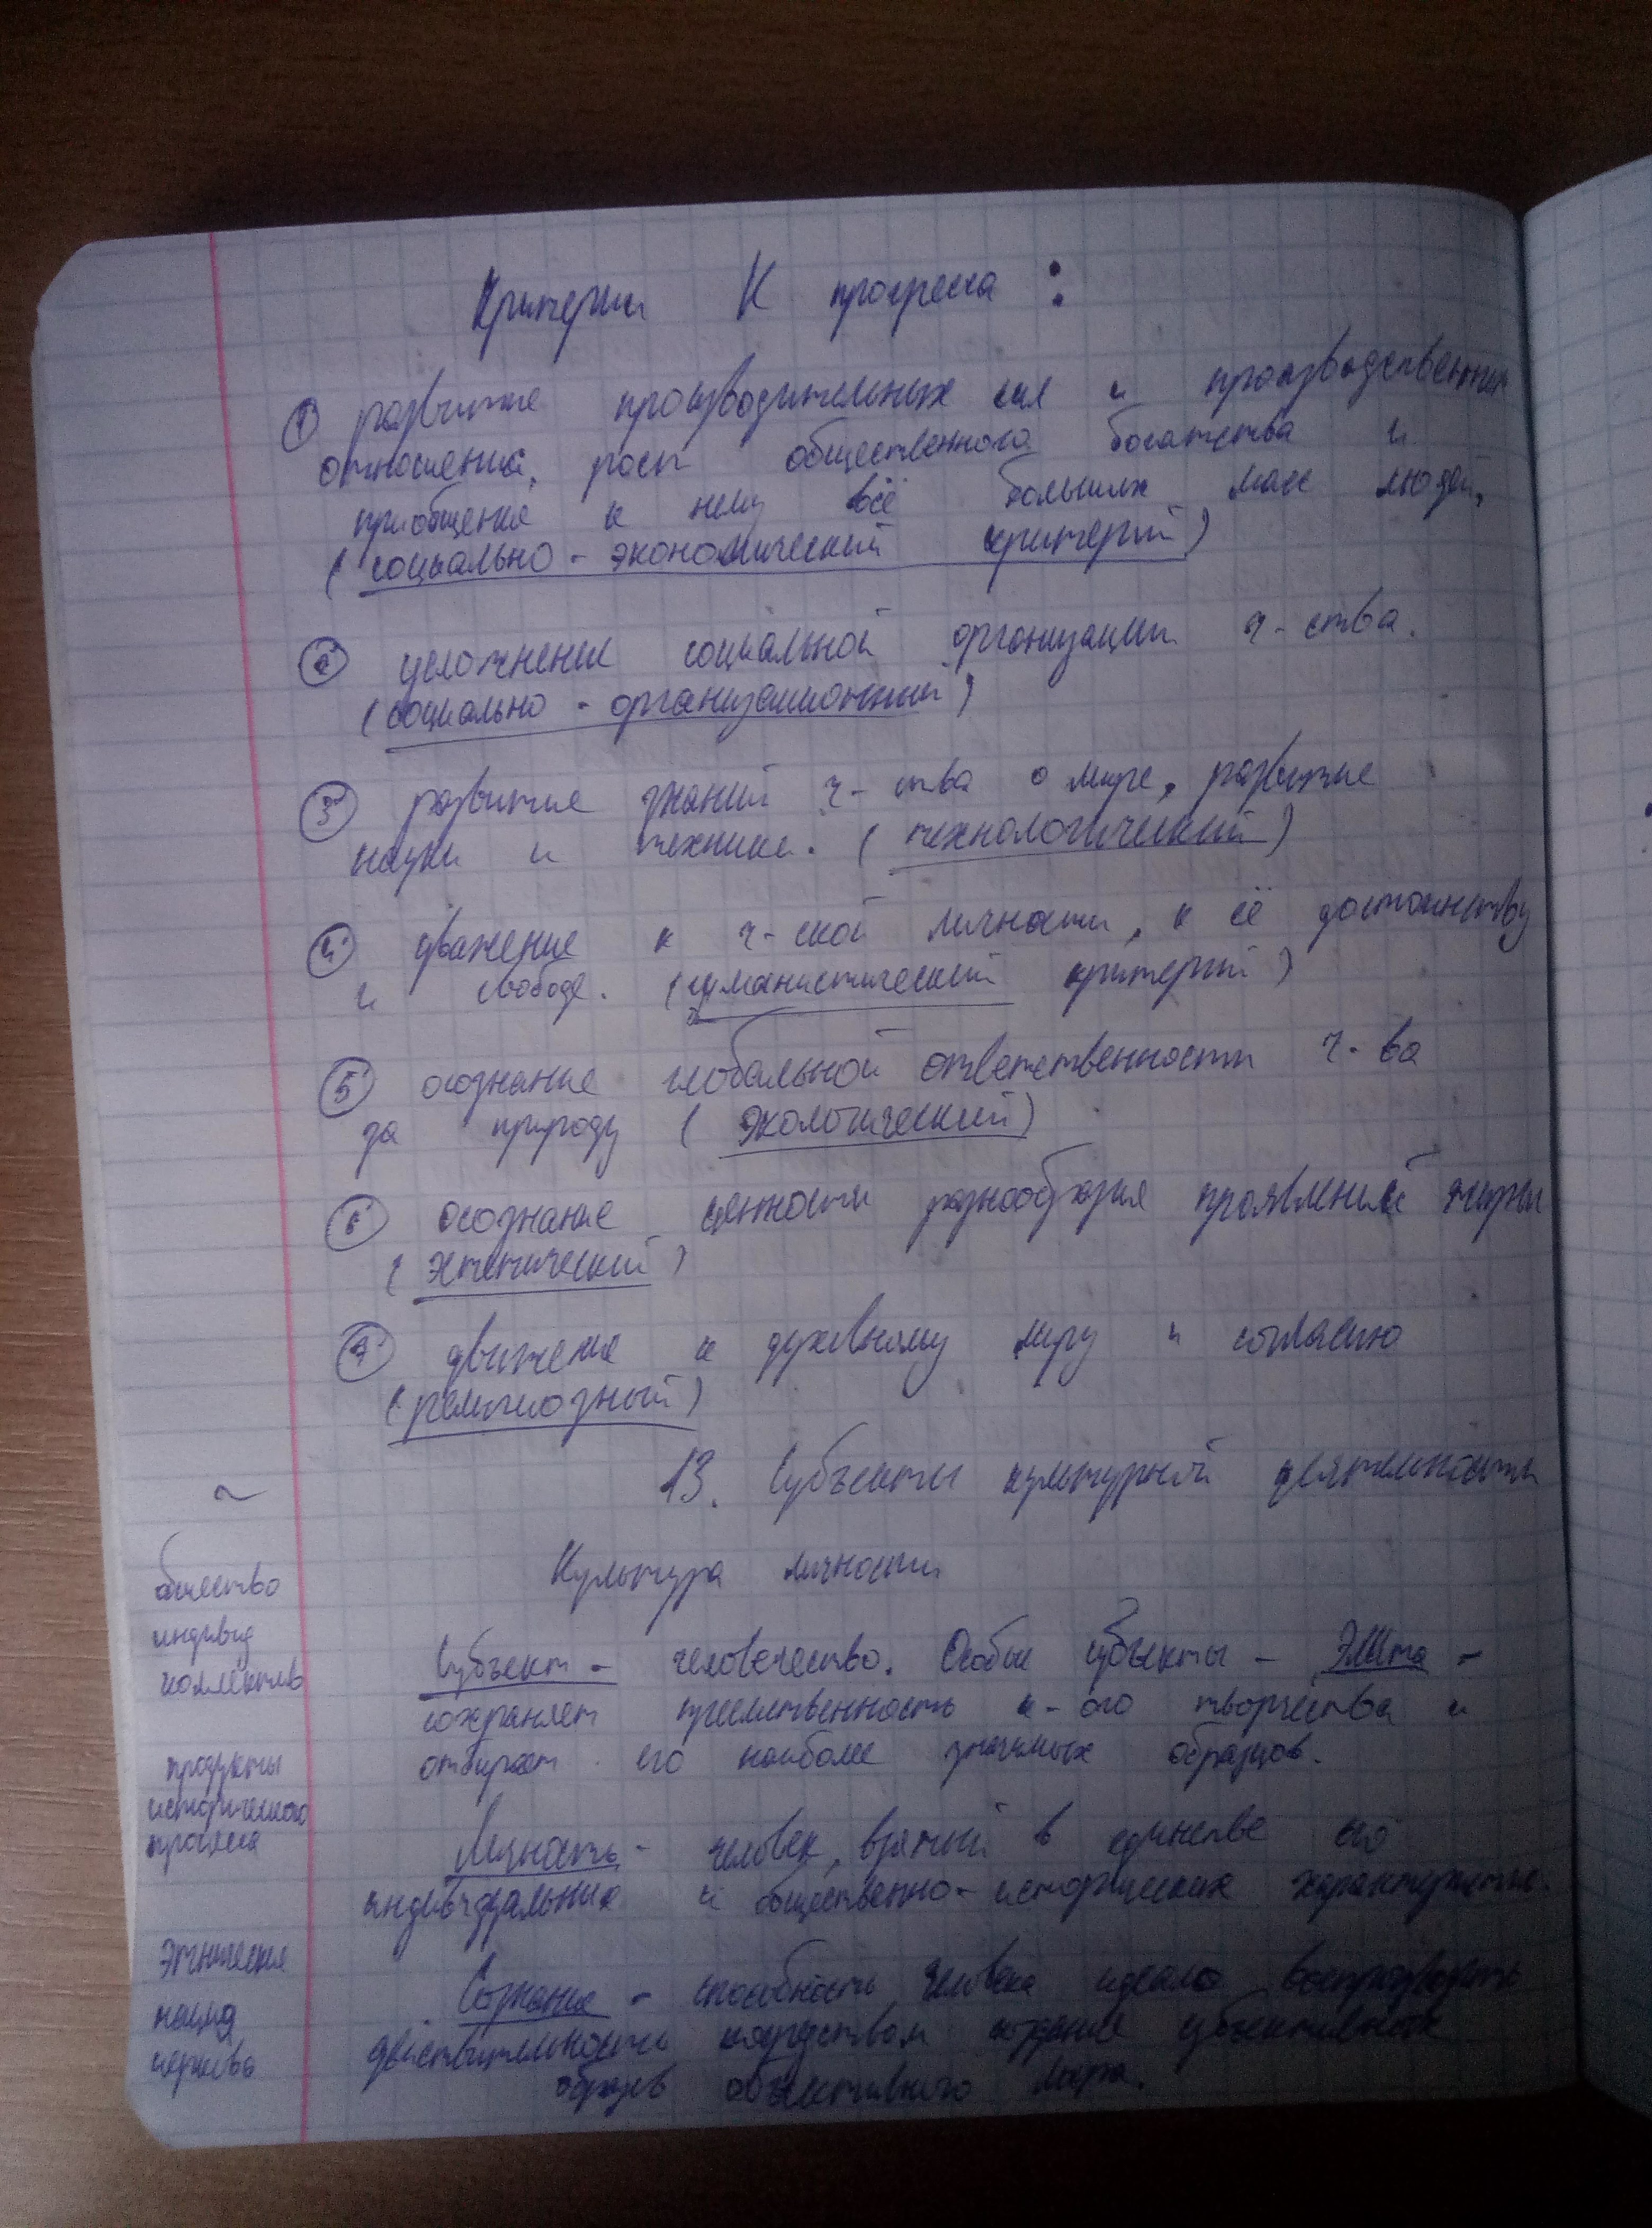 Критерии К прогресса :
① развитие производительных сил и производственных
отношений, рост общественного богатства и
приобщение к нему всё больших масс людей.
(социально - экономический критерий)
② усложнение социальной организации ч-ства.
(социально - организационный)
③ развитие знаний ч-ства о мире, развитие
науки и техники. (технологический)
④ уважение к ч-ской личности, к её достоинству
и свободе. (гуманистический критерий)
⑤ осознание глобальной ответственности ч-ва
за природу (экологический)
⑥ осознание ценности разнообразия проявлений жизни
(эстетический)
⑦ движение к духовному миру и согласию
(религиозный)
~
13. Субъекты культурной деятельности
Культура личности
общество
индивид
коллектив
Субъект - человечество. Особые субъекты - Элита -
сохраняет преемственность к-ого творчества и
отбирает его наиболее значимых образцов.
продукты
исторического
процесса
Личность - человек, взятый в единстве его
индивидуальных и общественно-исторических характеристик.
этнические
нация
церковь
Сознание - способность человека идеально воспроизводить
действительность посредством создания субъективных
образов объективного мира.